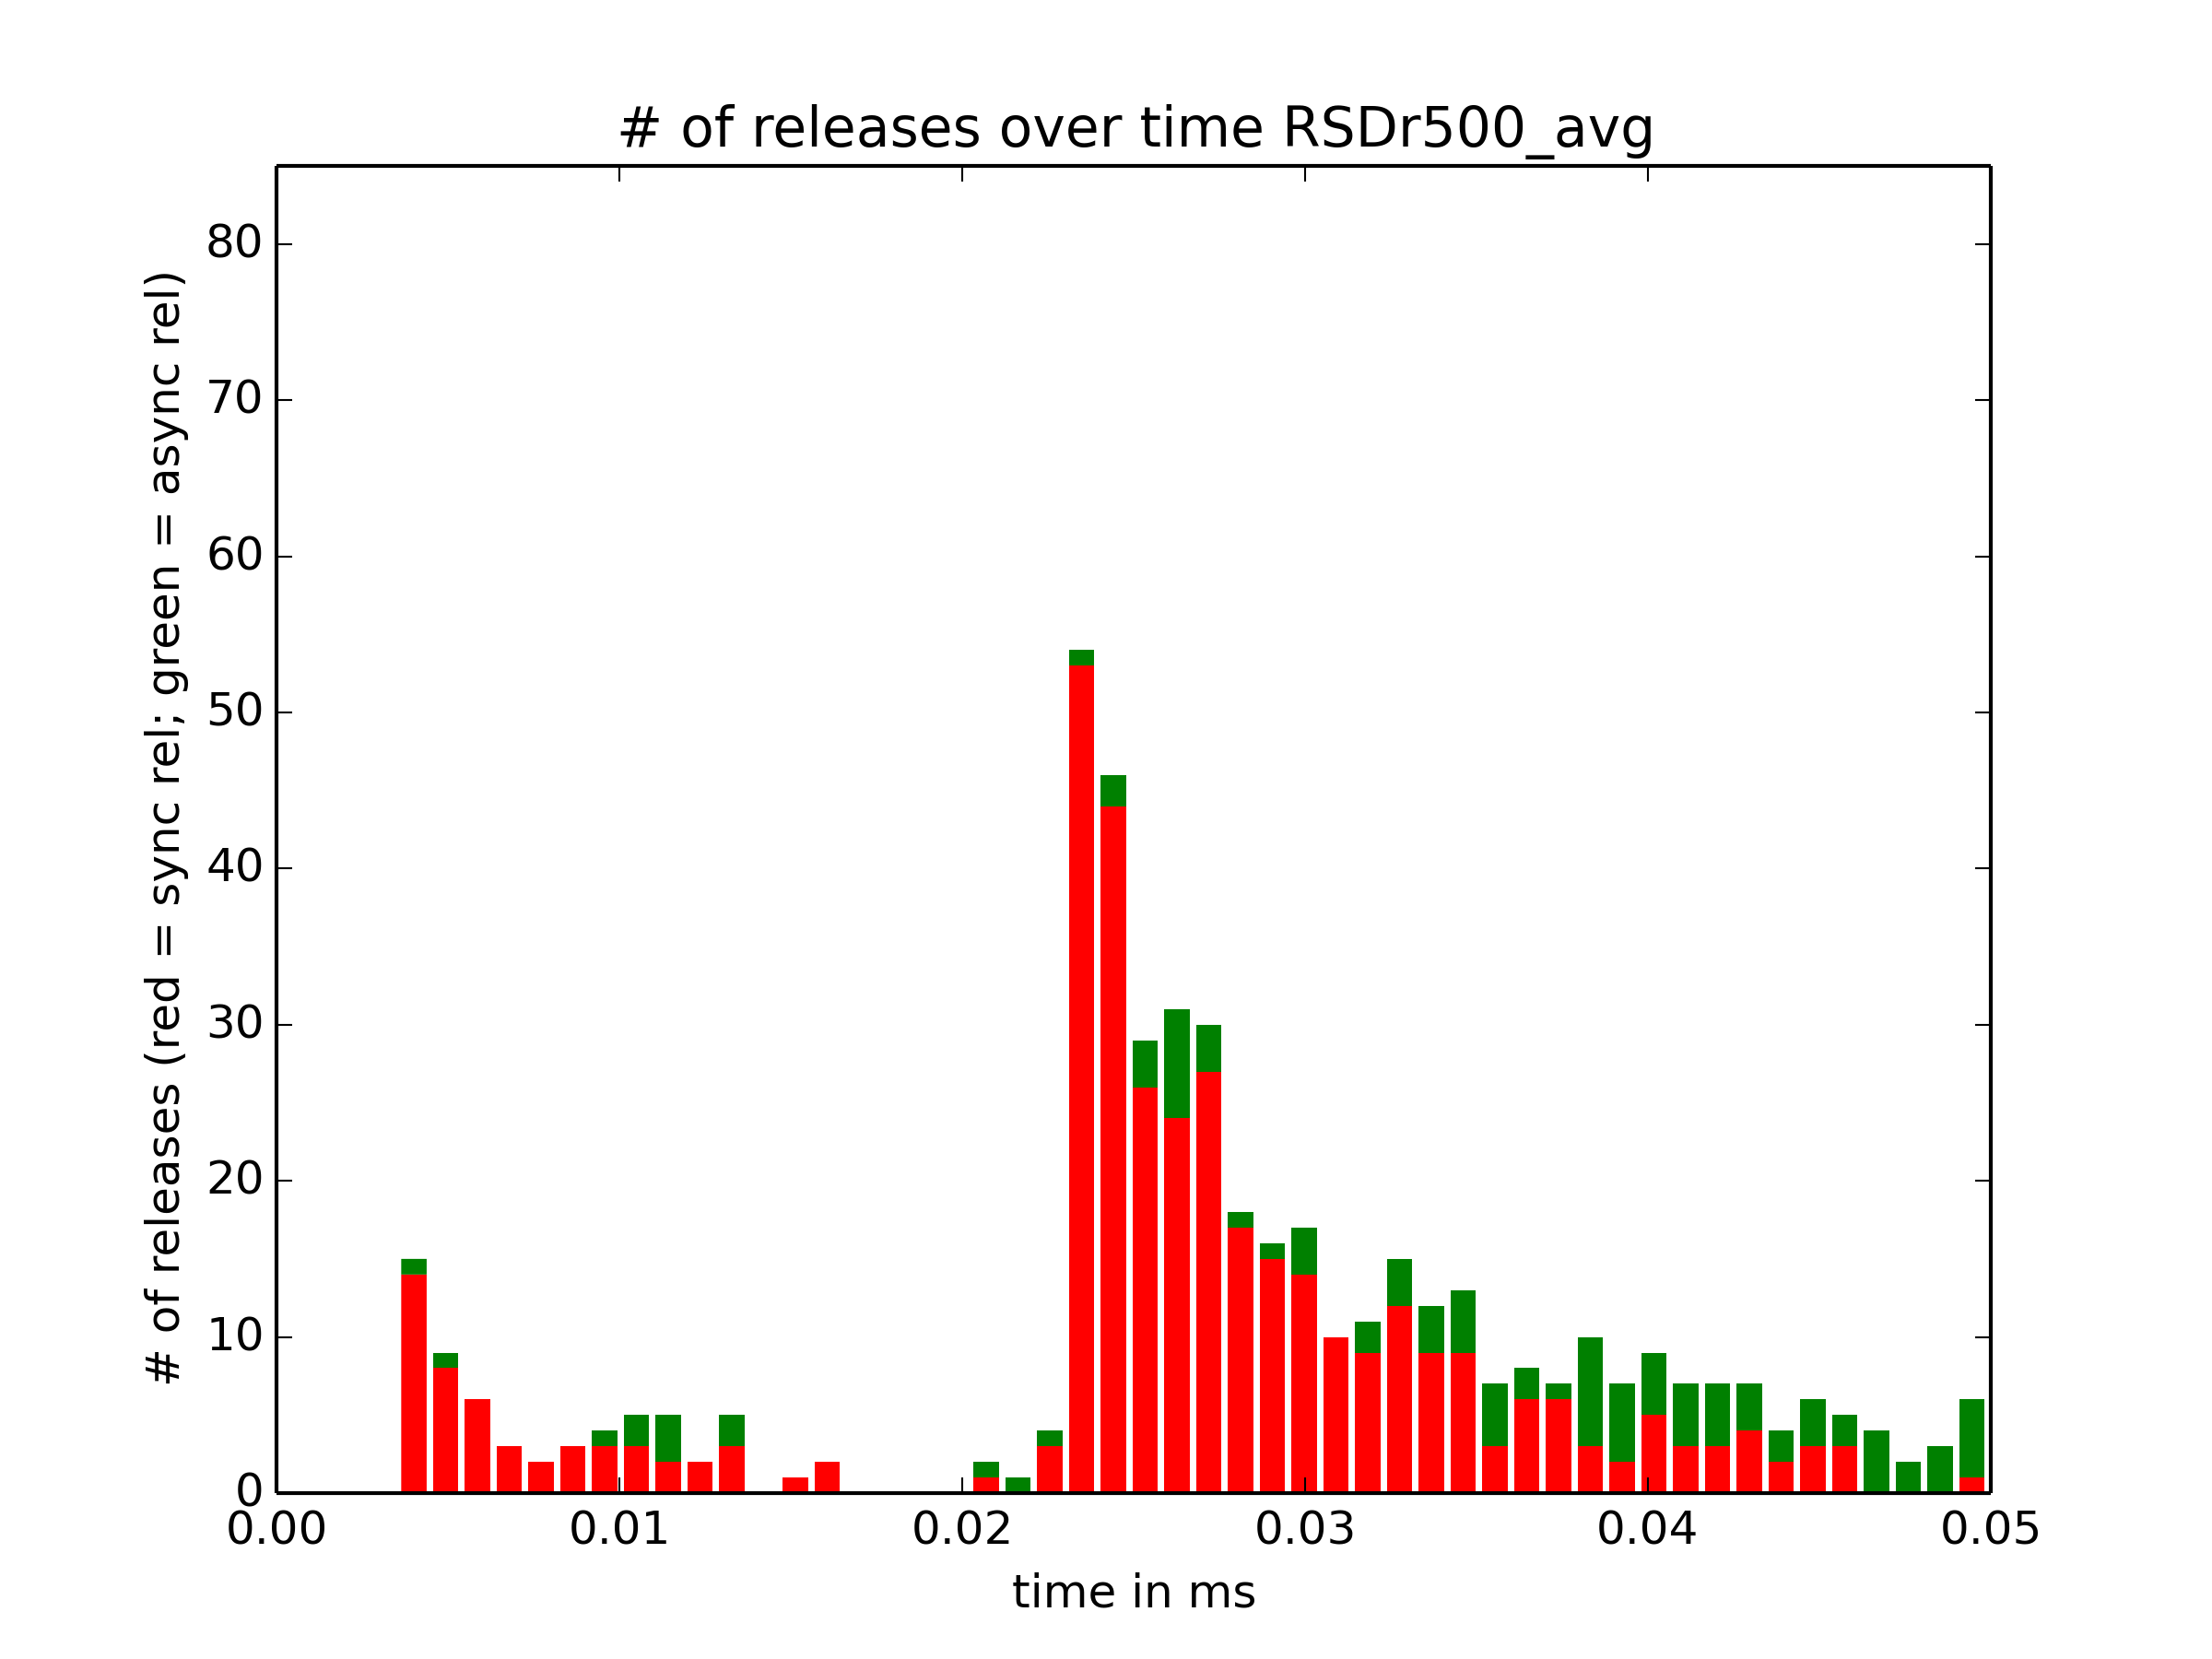 # of releases over time RSDr500_avg
# of releases (red = sync rel; green = async rel)
80
70
60
50
40
30
20
10
0
0.00 0.01 0.02 0.03 0.04 0.05
time in ms